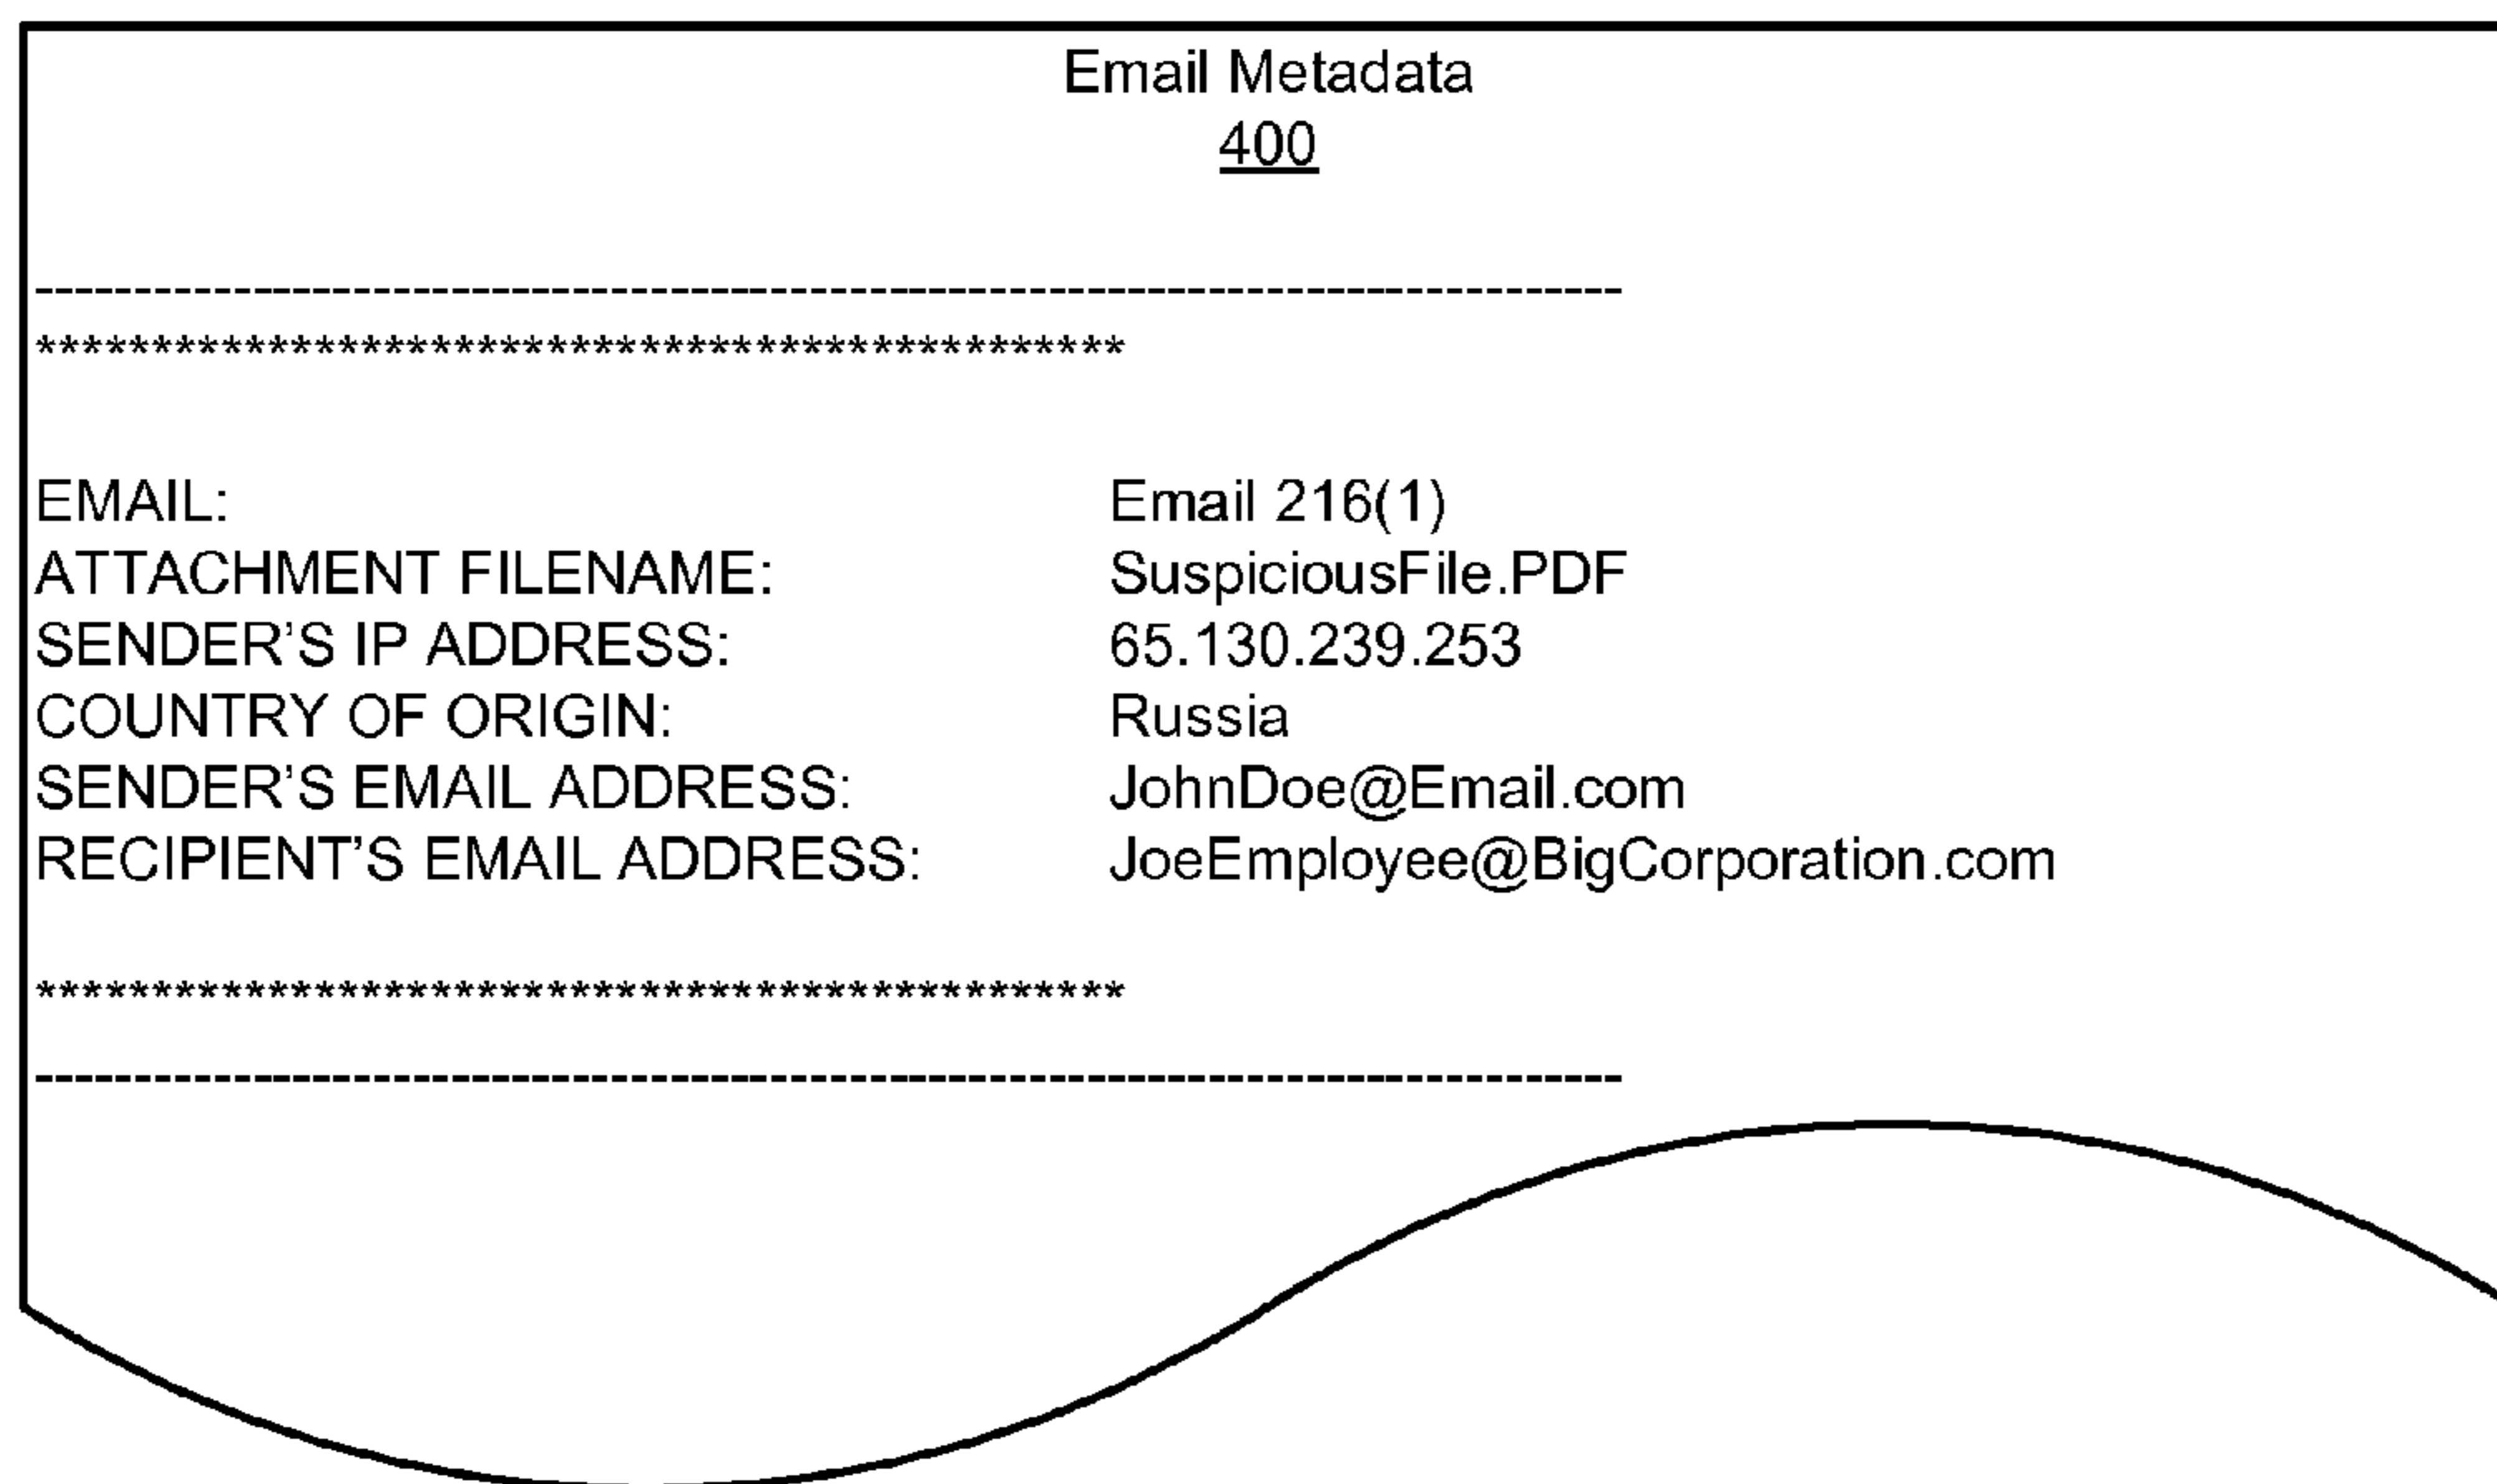 Email Metadata
400
--------------------------------------------------------------------------------
***********************************************
EMAIL: Email 216(1)
ATTACHMENT FILENAME: SuspiciousFile.PDF
SENDER’S IP ADDRESS: 65.130.239.253
COUNTRY OF ORIGIN: Russia
SENDER’S EMAIL ADDRESS: JohnDoe@Email.com
RECIPIENT’S EMAIL ADDRESS: JoeEmployee@BigCorporation.com
***********************************************
--------------------------------------------------------------------------------